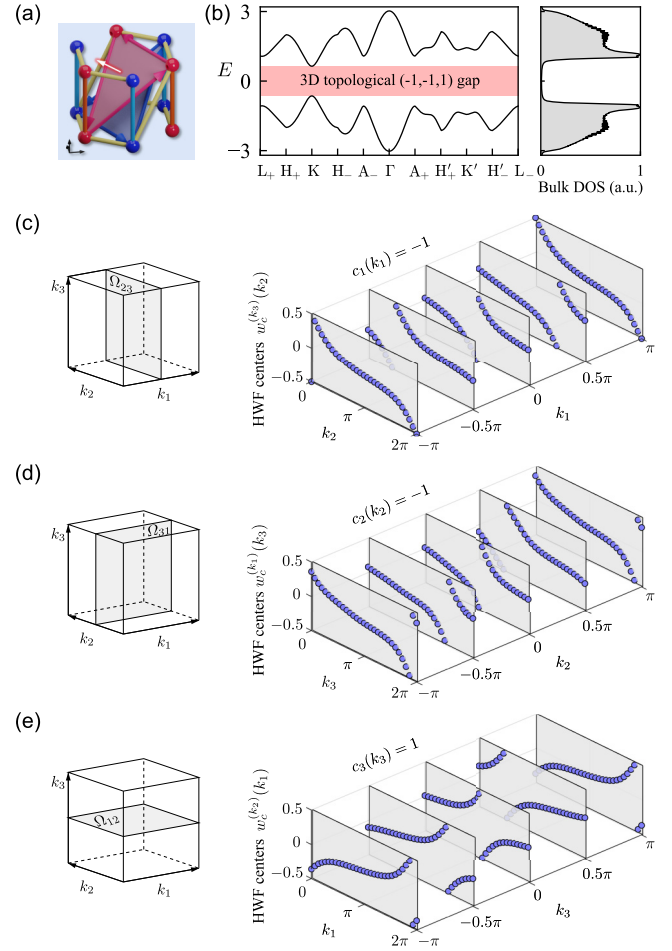 (a)
(b)
3
E
0
−3
3D topological (-1,-1,1) gap
L₊ H₊ K H₋ A₋ Γ A₊ H′₊ K′ H′₋ L₋
0 1
Bulk DOS (a.u.)
(c)
k₃
Ω₂₃
k₂
k₁
c₁(k₁) = −1
HWF centers w_c^(k₃)(k₂)
0.5
0
−0.5
0
π
2π
k₂
−π
−0.5π
0
0.5π
π
k₁
(d)
k₃
Ω₃₁
k₂
k₁
c₂(k₂) = −1
HWF centers w_c^(k₁)(k₃)
0.5
0
−0.5
0
π
2π
k₃
−π
−0.5π
0
0.5π
π
k₂
(e)
k₃
Ω₁₂
k₂
k₁
c₃(k₃) = 1
HWF centers w_c^(k₂)(k₁)
0.5
0
−0.5
0
π
2π
k₁
−π
−0.5π
0
0.5π
π
k₃